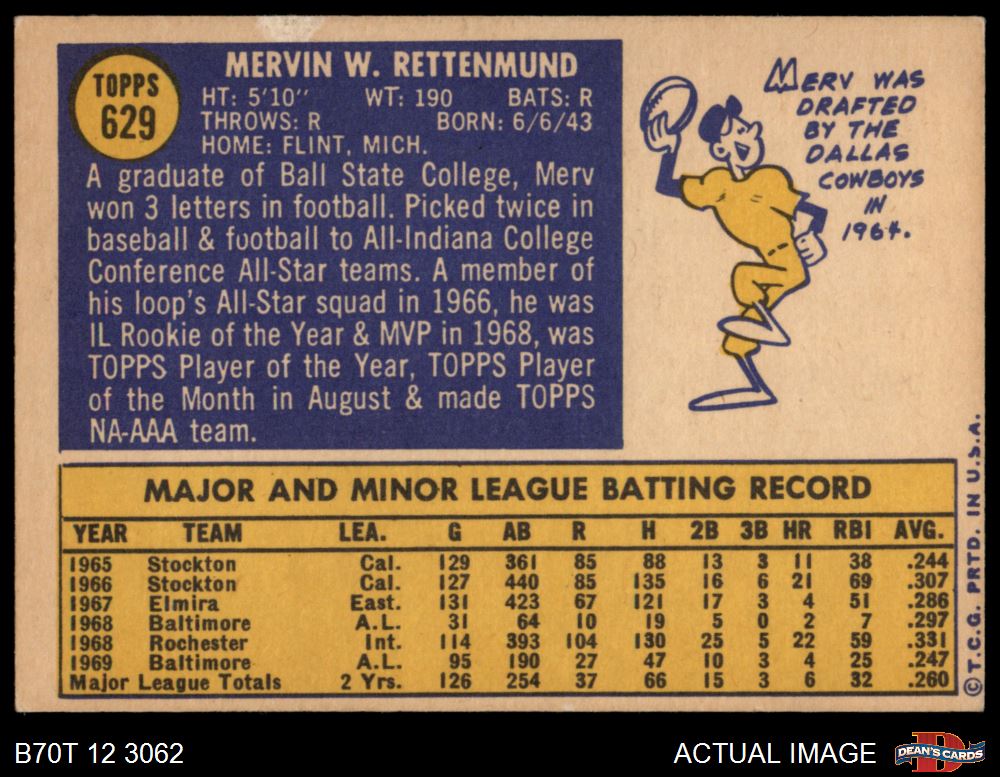 TOPPS
629
MERVIN W. RETTENMUND
HT: 5'10" WT: 190 BATS: R
THROWS: R BORN: 6/6/43
HOME: FLINT, MICH.
A graduate of Ball State College, Merv
won 3 letters in football. Picked twice in
baseball & football to All-Indiana College
Conference All-Star teams. A member of
his loop's All-Star squad in 1966, he was
IL Rookie of the Year & MVP in 1968, was
TOPPS Player of the Year, TOPPS Player
of the Month in August & made TOPPS
NA-AAA team.
MERV WAS
DRAFTED
BY THE
DALLAS
COWBOYS
IN
1964.
MAJOR AND MINOR LEAGUE BATTING RECORD
YEAR TEAM LEA. G AB R H 2B 3B HR RBI AVG.
1965 Stockton Cal. 129 361 85 88 13 3 11 38 .244
1966 Stockton Cal. 127 440 85 135 16 6 21 69 .307
1967 Elmira East. 131 423 67 121 17 3 4 51 .286
1968 Baltimore A.L. 31 64 10 19 5 0 2 7 .297
1968 Rochester Int. 114 393 104 130 25 5 22 59 .331
1969 Baltimore A.L. 95 190 27 47 10 3 4 25 .247
Major League Totals 2 Yrs. 126 254 37 66 15 3 6 32 .260
© T.C.G. PRTD. IN U.S.A.
B70T 12 3062
ACTUAL IMAGE
DEAN'S CARDS